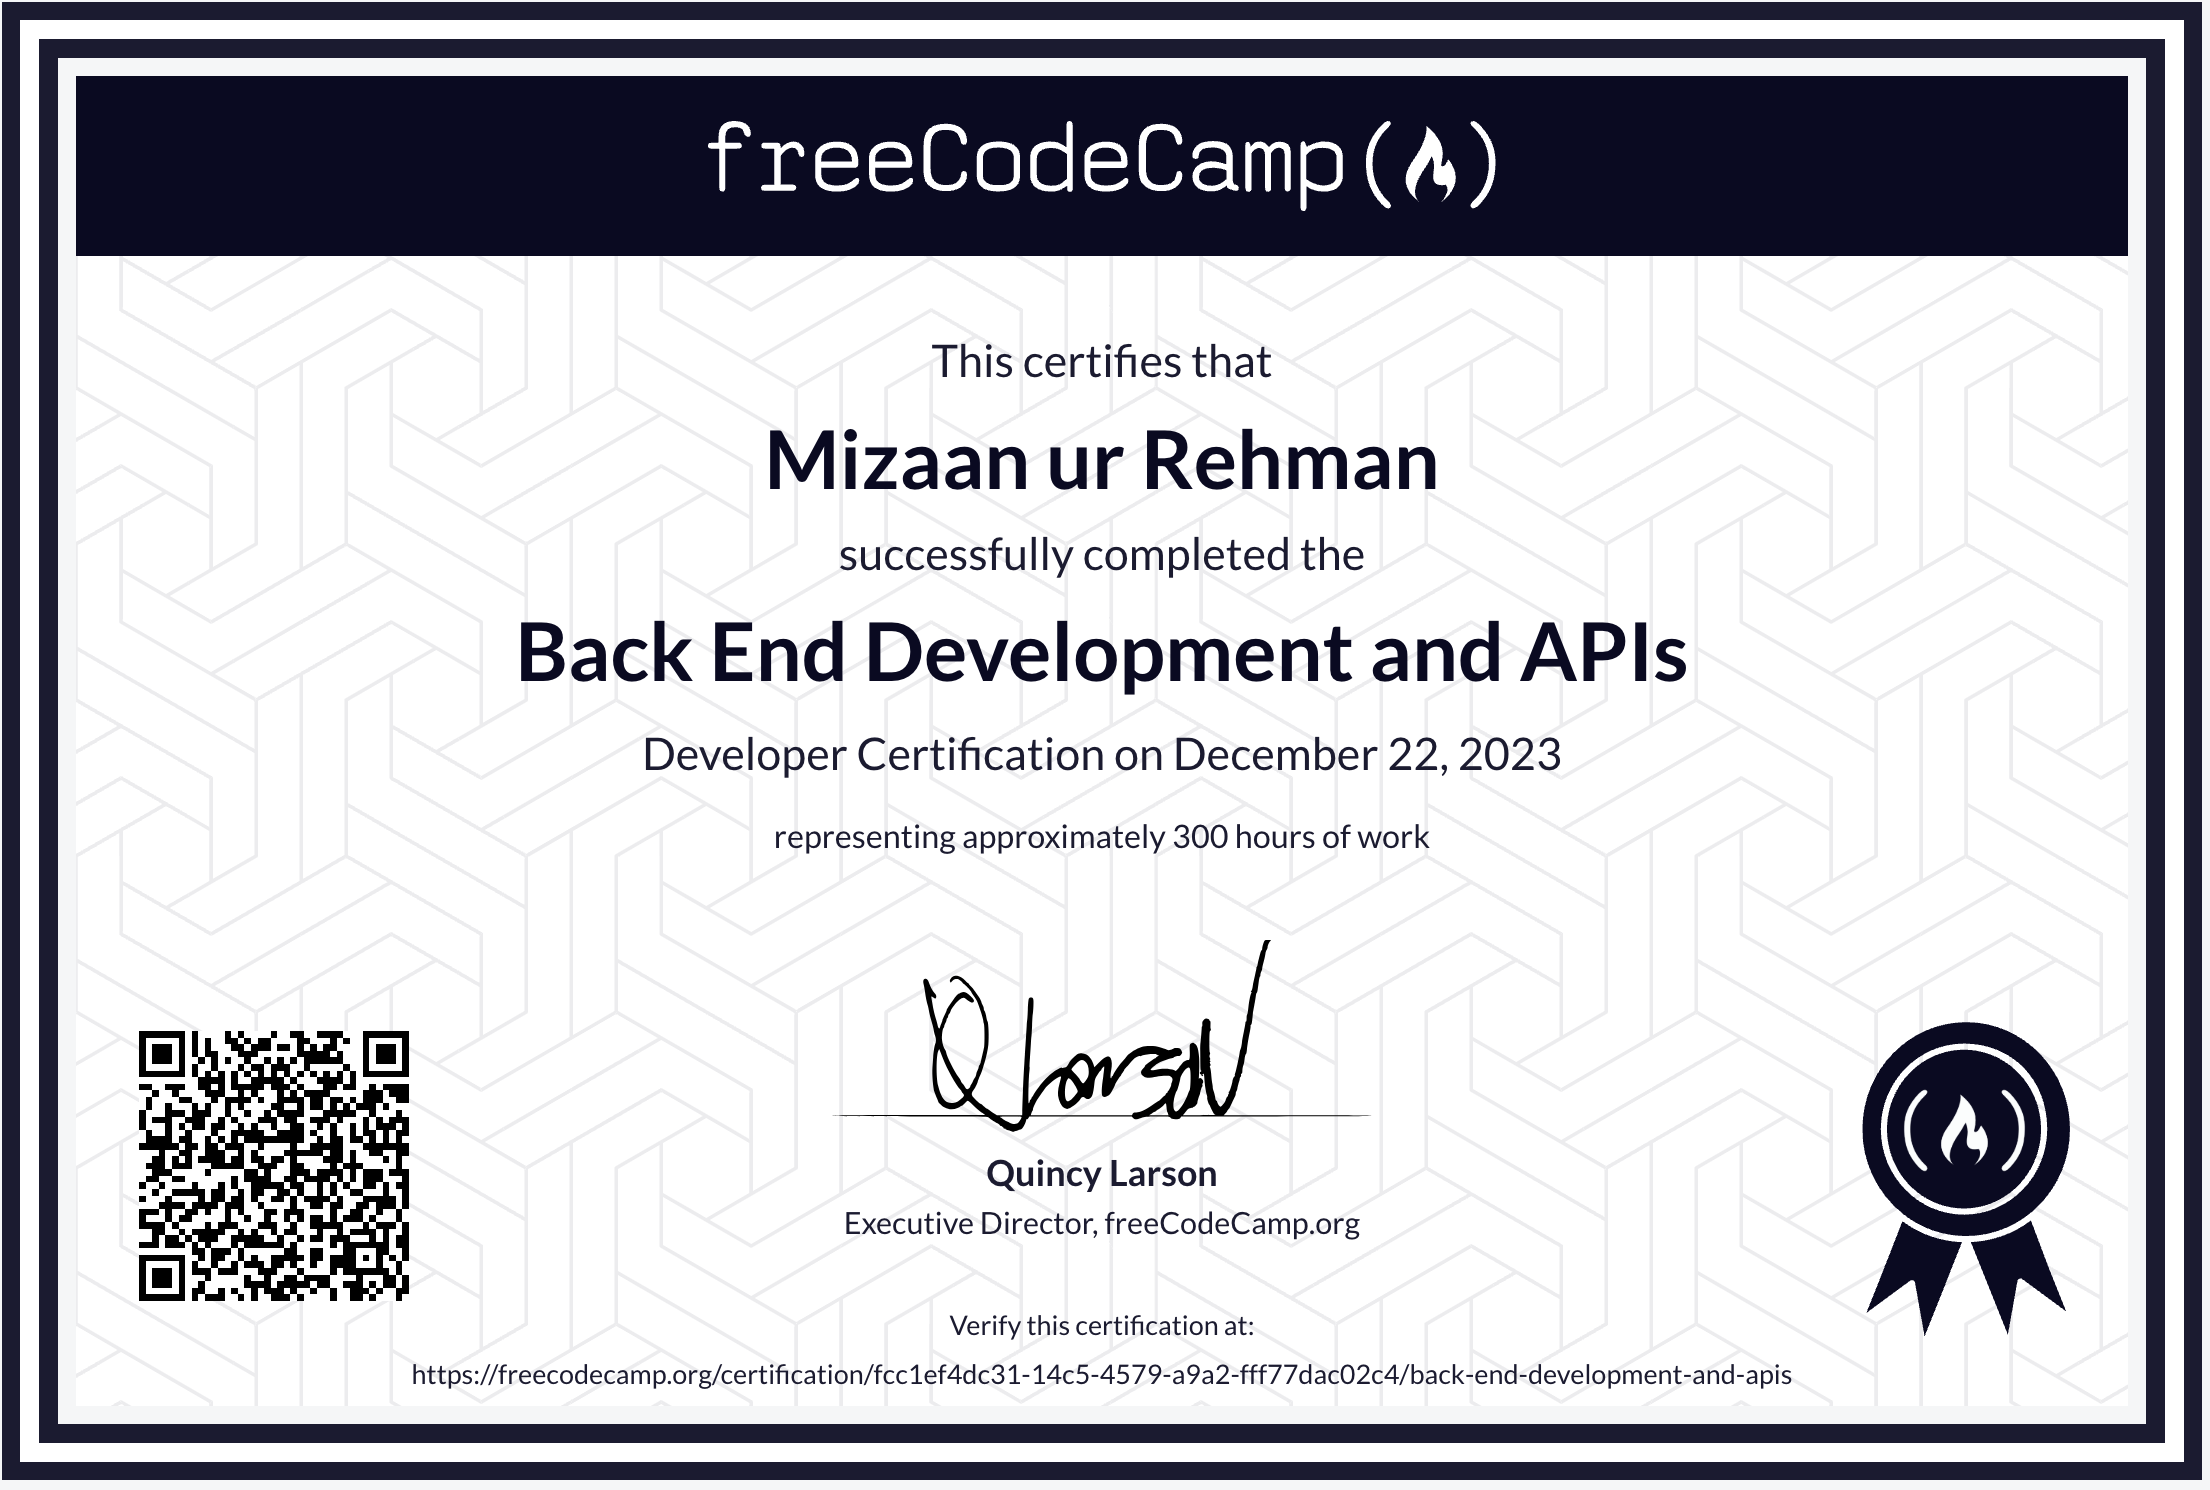 freeCodeCamp
This certifies that
Mizaan ur Rehman
successfully completed the
Back End Development and APIs
Developer Certification on December 22, 2023
representing approximately 300 hours of work
Q Larson
Quincy Larson
Executive Director, freeCodeCamp.org
Verify this certification at:
https://freecodecamp.org/certification/fcc1ef4dc31-14c5-4579-a9a2-fff77dac02c4/back-end-development-and-apis